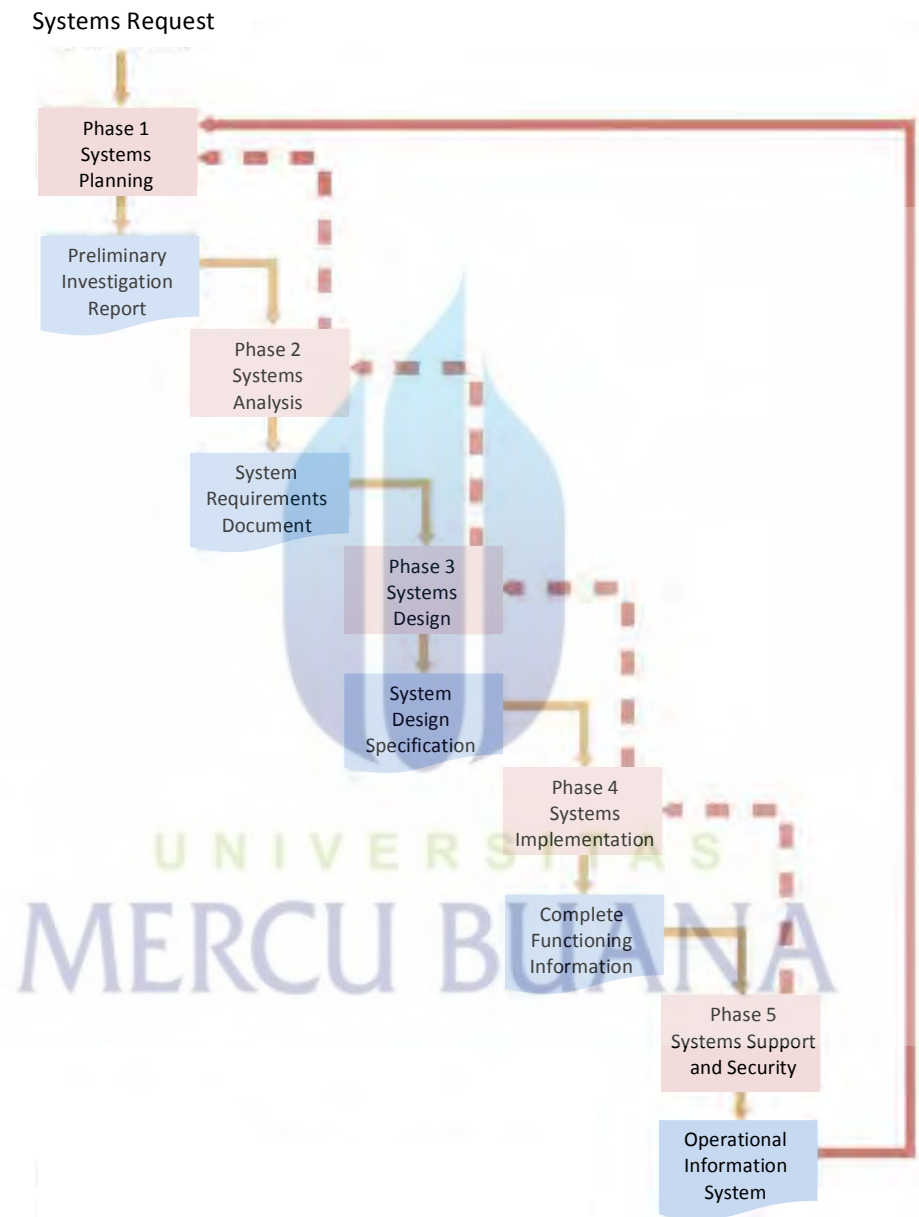 Systems Request
Phase 1
Systems
Planning
Preliminary
Investigation
Report
Phase 2
Systems
Analysis
System
Requirements
Document
Phase 3
Systems
Design
System
Design
Specification
Phase 4
Systems
Implementation
UNIVERSITAS
MERCU BUANA
Complete
Functioning
Information
Phase 5
Systems Support
and Security
Operational
Information
System